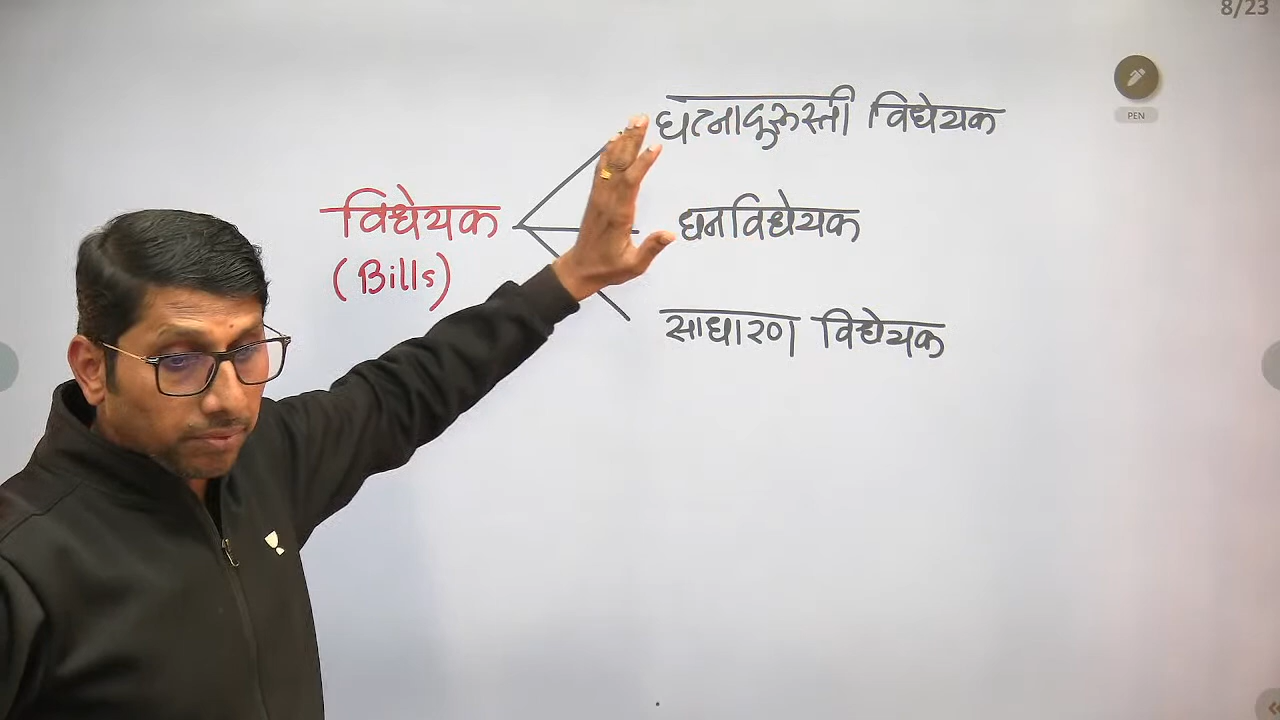 8/23
PEN
घटनादुरुस्ती विधेयक
विधेयक
(Bills)
धनविधेयक
साधारण विधेयक